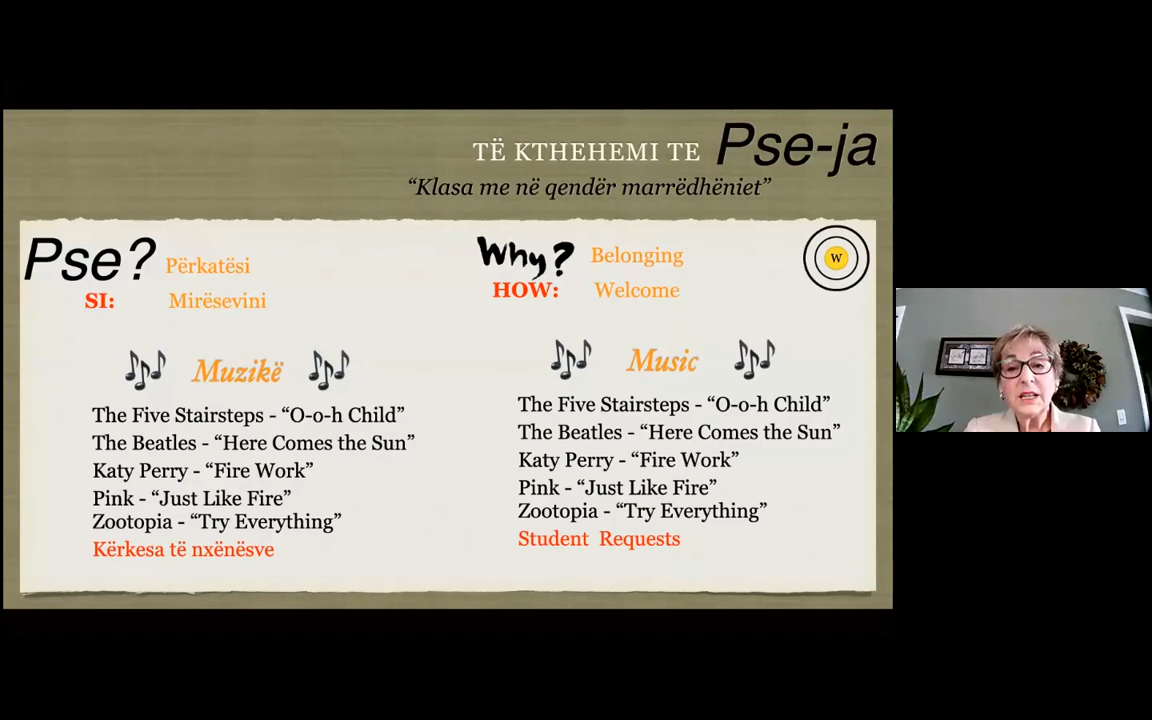 TË KTHEHEMI TE Pse-ja
“Klasa me në qendër marrëdhëniet”
Pse? Përkatësi
SI: Mirësevini
Muzikë
The Five Stairsteps - “O-o-h Child”
The Beatles - “Here Comes the Sun”
Katy Perry - “Fire Work”
Pink - “Just Like Fire”
Zootopia - “Try Everything”
Kërkesa të nxënësve
Why? Belonging
HOW: Welcome
W
Music
The Five Stairsteps - “O-o-h Child”
The Beatles - “Here Comes the Sun”
Katy Perry - “Fire Work”
Pink - “Just Like Fire”
Zootopia - “Try Everything”
Student Requests